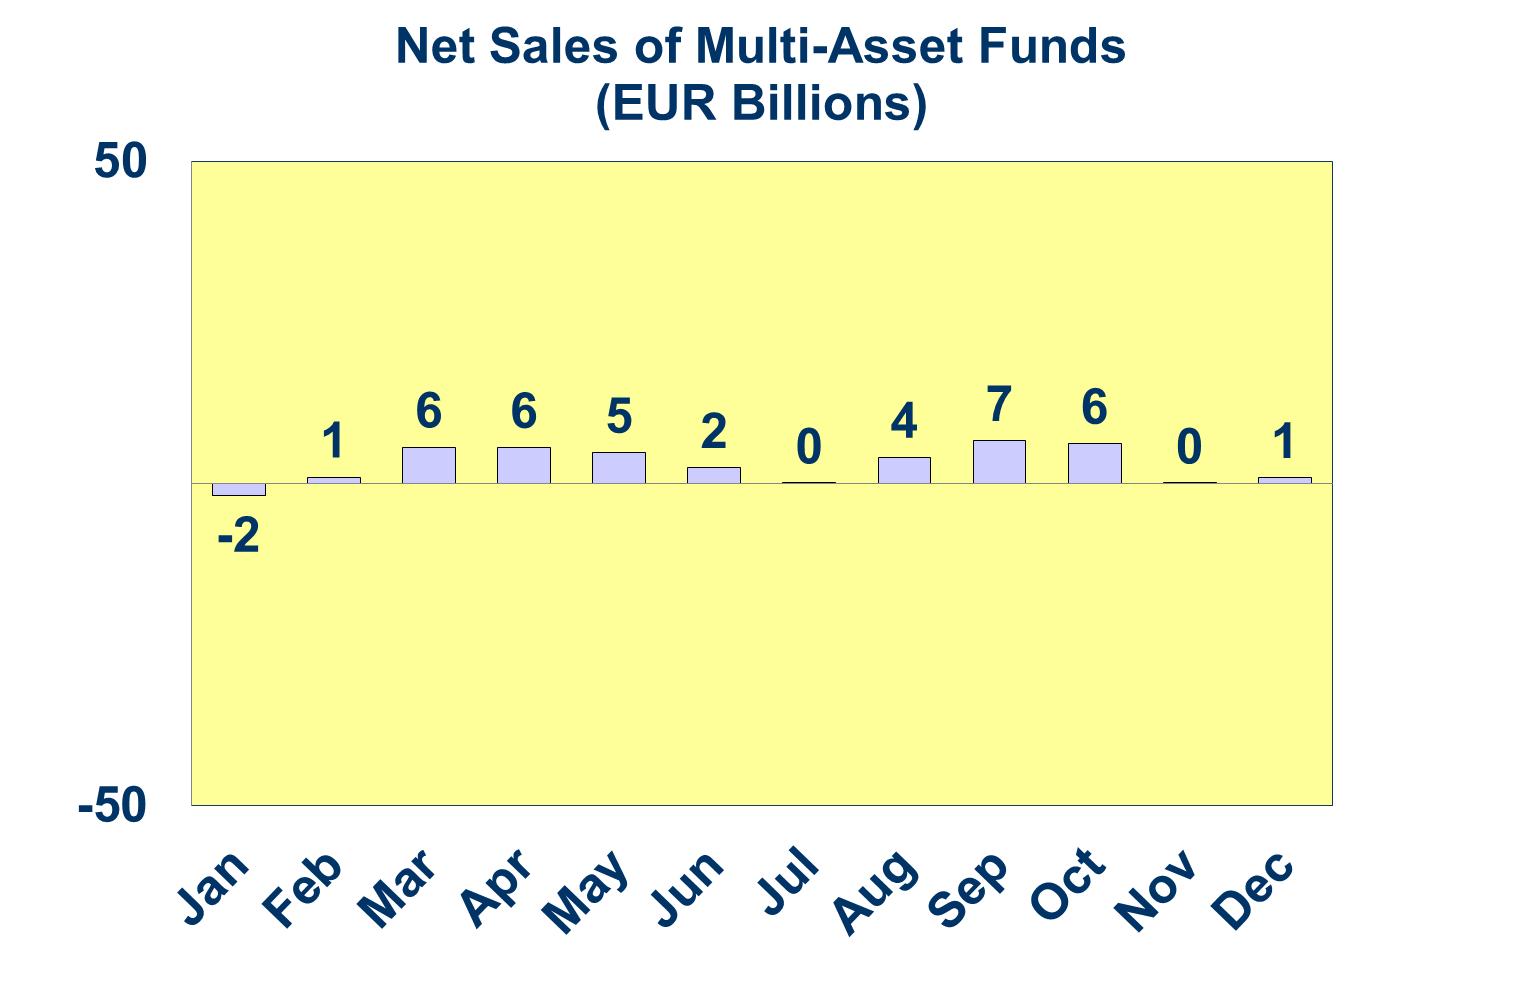 Net Sales of Multi-Asset Funds
(EUR Billions)
50
1
6
6
5
2
0
4
7
6
0
1
-2
-50
Jan
Feb
Mar
Apr
May
Jun
Jul
Aug
Sep
Oct
Nov
Dec